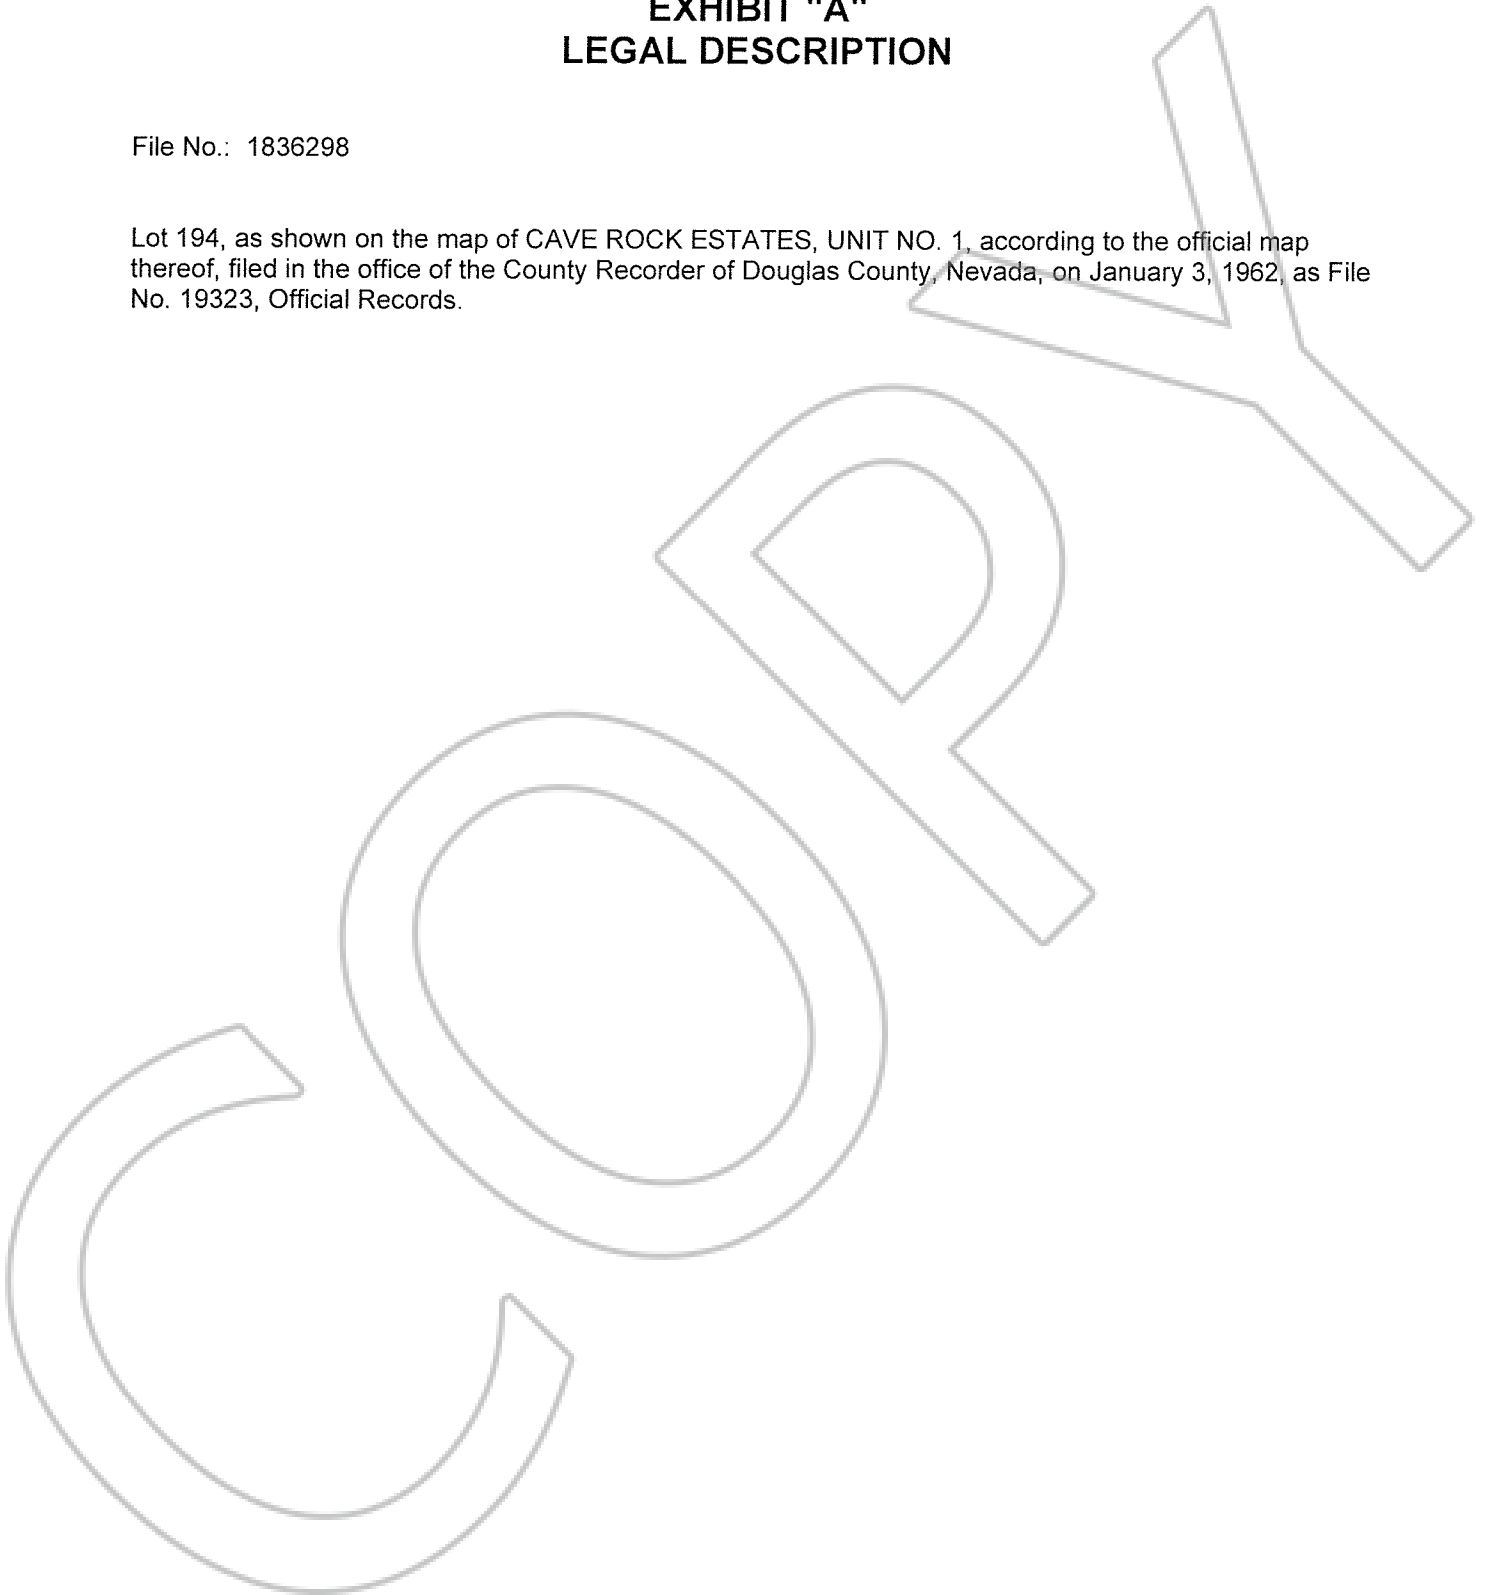 EXHIBIT "A"
LEGAL DESCRIPTION
File No.: 1836298
Lot 194, as shown on the map of CAVE ROCK ESTATES, UNIT NO. 1, according to the official map
thereof, filed in the office of the County Recorder of Douglas County, Nevada, on January 3, 1962, as File
No. 19323, Official Records.
COPY